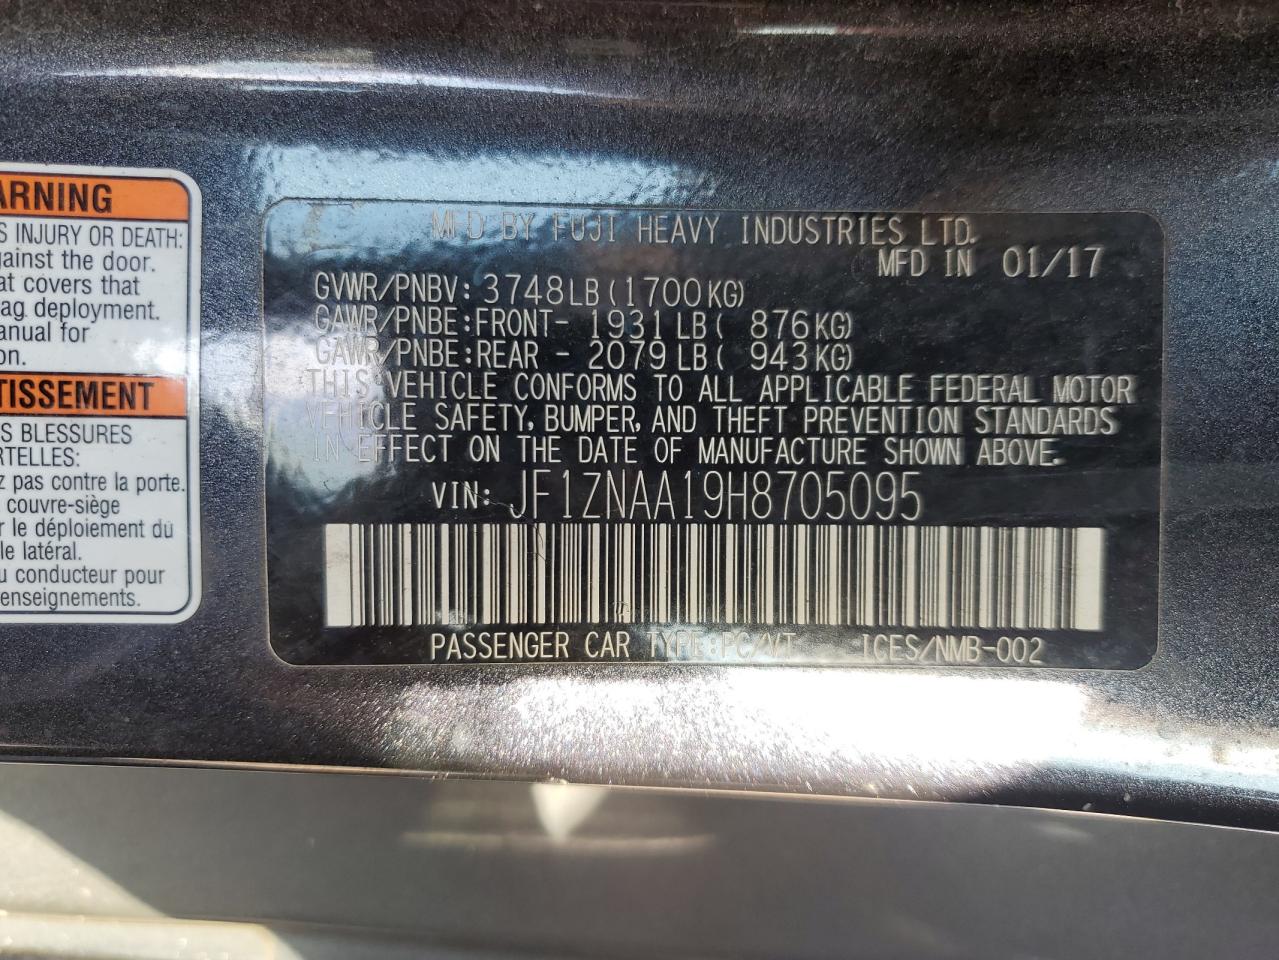 ARNING
S INJURY OR DEATH:
ainst the door.
at covers that
ag deployment.
anual for
on.
TISSEMENT
S BLESSURES
RTELLES:
z pas contre la porte.
couvre-siège
r le déploiement du
le latéral.
u conducteur pour
enseignements.
MFD BY FUJI HEAVY INDUSTRIES LTD.
MFD IN 01/17
GVWR/PNBV: 3748LB(1700KG)
GAWR/PNBE:FRONT- 1931LB( 876KG)
GAWR/PNBE:REAR - 2079LB( 943KG)
THIS VEHICLE CONFORMS TO ALL APPLICABLE FEDERAL MOTOR
VEHICLE SAFETY, BUMPER, AND THEFT PREVENTION STANDARDS
IN EFFECT ON THE DATE OF MANUFACTURE SHOWN ABOVE.
VIN: JF1ZNAA19H8705095
PASSENGER CAR TYPE:PC/VT ICES/NMB-002